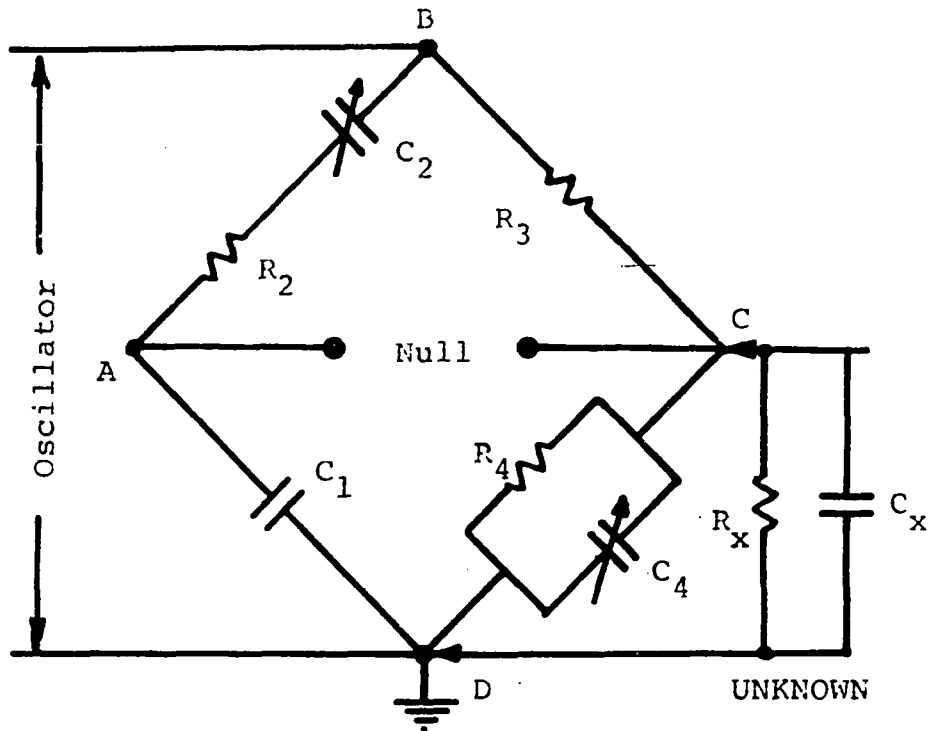 B
C2
R3
R2
Oscillator
A
Null
C
C1
R4
C4
Rx
Cx
D
UNKNOWN